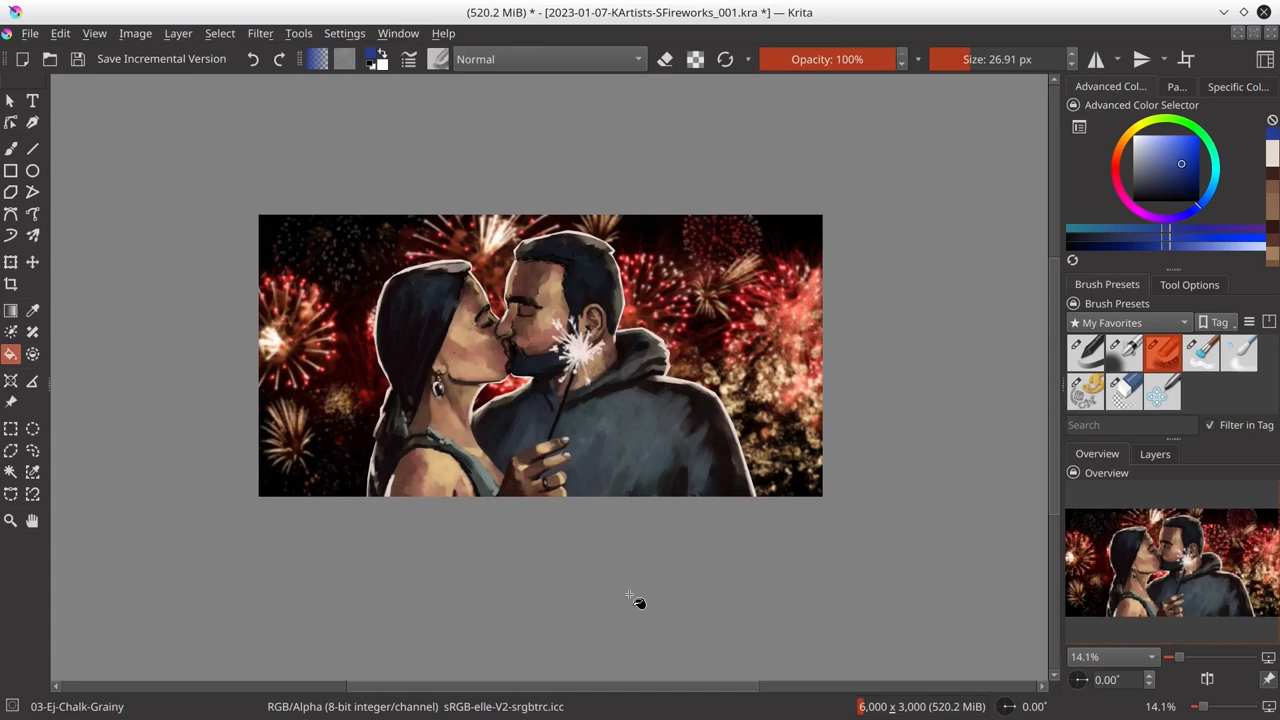 (520.2 MiB) * - [2023-01-07-KArtists-SFireworks_001.kra *] — Krita
File Edit View Image Layer Select Filter Tools Settings Window Help
Save Incremental Version Normal Opacity: 100% Size: 26.91 px
Advanced Col... Pa... Specific Col...
Advanced Color Selector
Brush Presets Tool Options
Brush Presets
★ My Favorites Tag
Search Filter in Tag
Overview Layers
Overview
14.1%
0.00°
03-Ej-Chalk-Grainy RGB/Alpha (8-bit integer/channel) sRGB-elle-V2-srgbtrc.icc 6,000 x 3,000 (520.2 MiB) 0.00° 14.1%